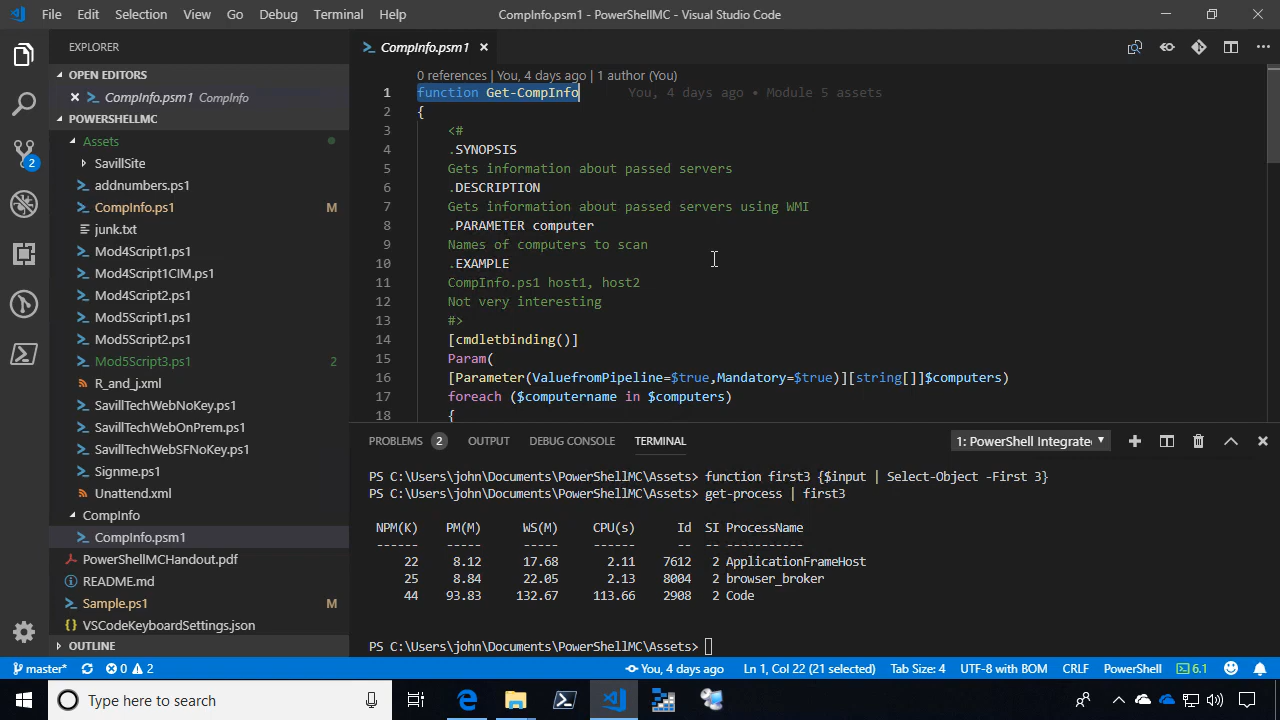 File Edit Selection View Go Debug Terminal Help
CompInfo.psm1 - PowerShellMC - Visual Studio Code
EXPLORER
OPEN EDITORS
CompInfo.psm1 CompInfo
POWERSHELLMC
Assets
SavillSite
addnumbers.ps1
CompInfo.ps1 M
junk.txt
Mod4Script1.ps1
Mod4Script1CIM.ps1
Mod4Script2.ps1
Mod5Script1.ps1
Mod5Script2.ps1
Mod5Script3.ps1 2
R_and_j.xml
SavillTechWebNoKey.ps1
SavillTechWebOnPrem.ps1
SavillTechWebSFNoKey.ps1
Signme.ps1
Unattend.xml
CompInfo
CompInfo.psm1
PowerShellMCHandout.pdf
README.md
Sample.ps1 M
VSCodeKeyboardSettings.json
OUTLINE
2
CompInfo.psm1
0 references | You, 4 days ago | 1 author (You)
1 function Get-CompInfo You, 4 days ago • Module 5 assets
2 {
3 <#
4 .SYNOPSIS
5 Gets information about passed servers
6 .DESCRIPTION
7 Gets information about passed servers using WMI
8 .PARAMETER computer
9 Names of computers to scan
10 .EXAMPLE
11 CompInfo.ps1 host1, host2
12 Not very interesting
13 #>
14 [cmdletbinding()]
15 Param(
16 [Parameter(ValuefromPipeline=$true,Mandatory=$true)][string[]]$computers)
17 foreach ($computername in $computers)
18 {
PROBLEMS 2 OUTPUT DEBUG CONSOLE TERMINAL 1: PowerShell Integrate
PS C:\Users\john\Documents\PowerShellMC\Assets> function first3 {$input | Select-Object -First 3}
PS C:\Users\john\Documents\PowerShellMC\Assets> get-process | first3
NPM(K) PM(M) WS(M) CPU(s) Id SI ProcessName
------ ----- ----- ------ -- -- -----------
22 8.12 17.68 2.11 7612 2 ApplicationFrameHost
25 8.84 22.05 2.13 8004 2 browser_broker
44 93.83 132.67 113.66 2908 2 Code
PS C:\Users\john\Documents\PowerShellMC\Assets>
master* 0 2 You, 4 days ago Ln 1, Col 22 (21 selected) Tab Size: 4 UTF-8 with BOM CRLF PowerShell 6.1
Type here to search